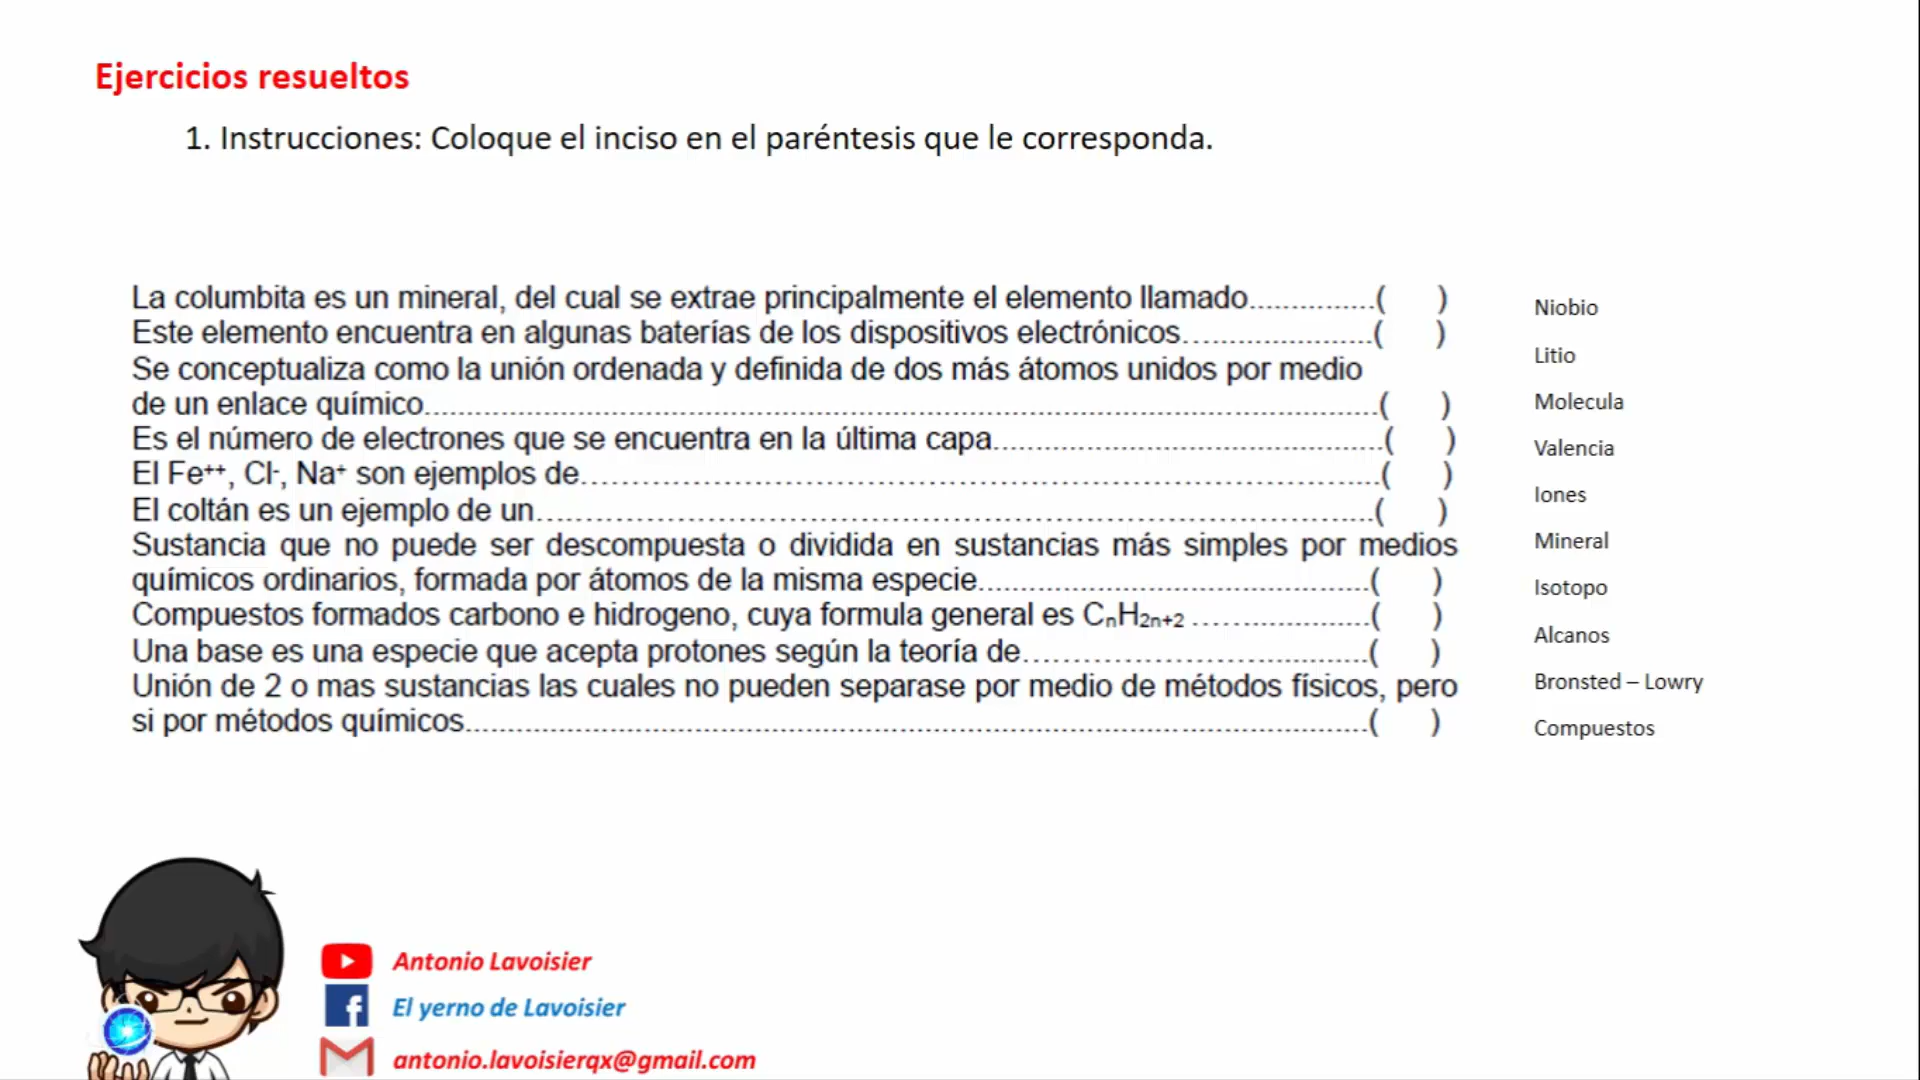 Ejercicios resueltos
1. Instrucciones: Coloque el inciso en el paréntesis que le corresponda.
La columbita es un mineral, del cual se extrae principalmente el elemento llamado...............( )
Este elemento encuentra en algunas baterías de los dispositivos electrónicos.......................( )
Se conceptualiza como la unión ordenada y definida de dos más átomos unidos por medio
de un enlace químico....................................................................................................................( )
Es el número de electrones que se encuentra en la última capa...............................................( )
El Fe⁺⁺, Cl⁻, Na⁺ son ejemplos de................................................................................................( )
El coltán es un ejemplo de un.....................................................................................................( )
Sustancia que no puede ser descompuesta o dividida en sustancias más simples por medios
químicos ordinarios, formada por átomos de la misma especie...............................................( )
Compuestos formados carbono e hidrogeno, cuya formula general es CₙH₂ₙ₊₂ .....................( )
Una base es una especie que acepta protones según la teoría de..........................................( )
Unión de 2 o mas sustancias las cuales no pueden separase por medio de métodos físicos, pero
si por métodos químicos..............................................................................................................( )
Niobio
Litio
Molecula
Valencia
Iones
Mineral
Isotopo
Alcanos
Bronsted – Lowry
Compuestos
Antonio Lavoisier
El yerno de Lavoisier
antonio.lavoisierqx@gmail.com